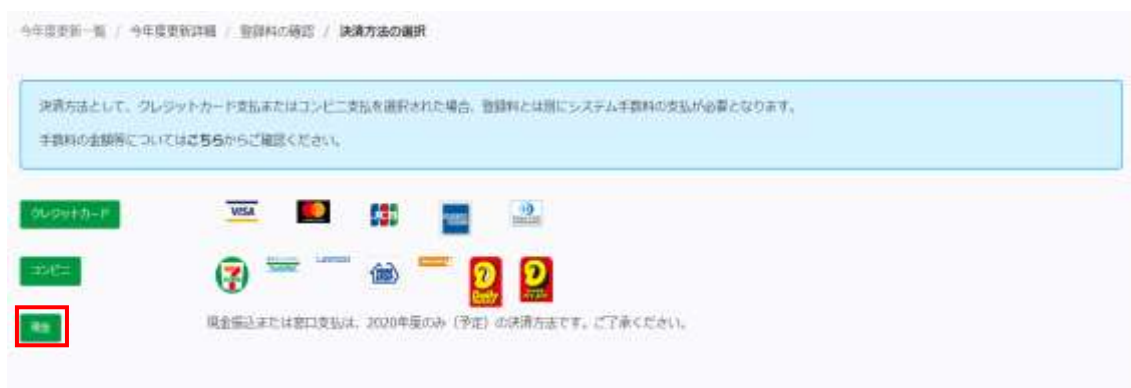 今年度更新一覧 / 今年度更新詳細 / 登録料の確認 / 決済方法の選択
決済方法として、クレジットカード支払またはコンビニ支払を選択された場合、登録料とは別にシステム手数料の支払が必要となります。
手数料の金額等についてはこちらからご確認ください。
クレジットカード
VISA
JCB
コンビニ
7
LAWSON
Daily
現金
現金振込または窓口支払は、2020年度のみ（予定）の決済方法です。ご了承ください。